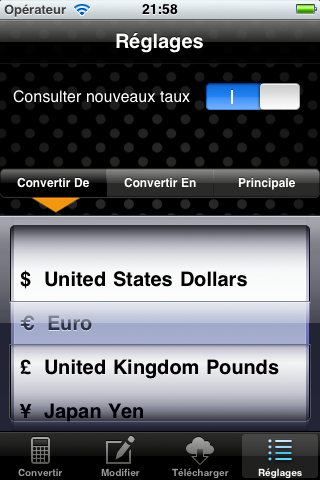 Opérateur 21:58
Réglages
Consulter nouveaux taux
Convertir De Convertir En Principale
$ United States Dollars
€ Euro
£ United Kingdom Pounds
¥ Japan Yen
Convertir Modifier Télécharger Réglages